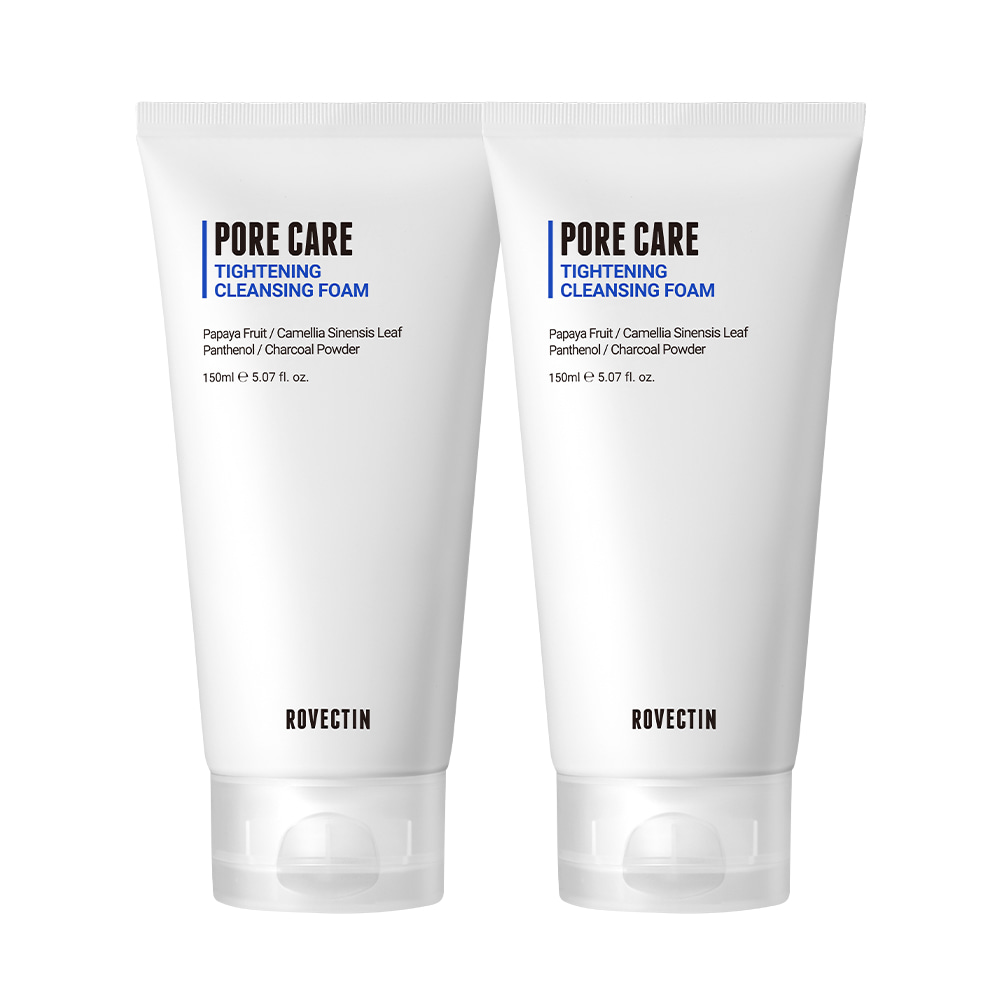 PORE CARE
TIGHTENING
CLEANSING FOAM
Papaya Fruit / Camellia Sinensis Leaf
Panthenol / Charcoal Powder
150ml ℮ 5.07 fl. oz.
ROVECTIN
PORE CARE
TIGHTENING
CLEANSING FOAM
Papaya Fruit / Camellia Sinensis Leaf
Panthenol / Charcoal Powder
150ml ℮ 5.07 fl. oz.
ROVECTIN